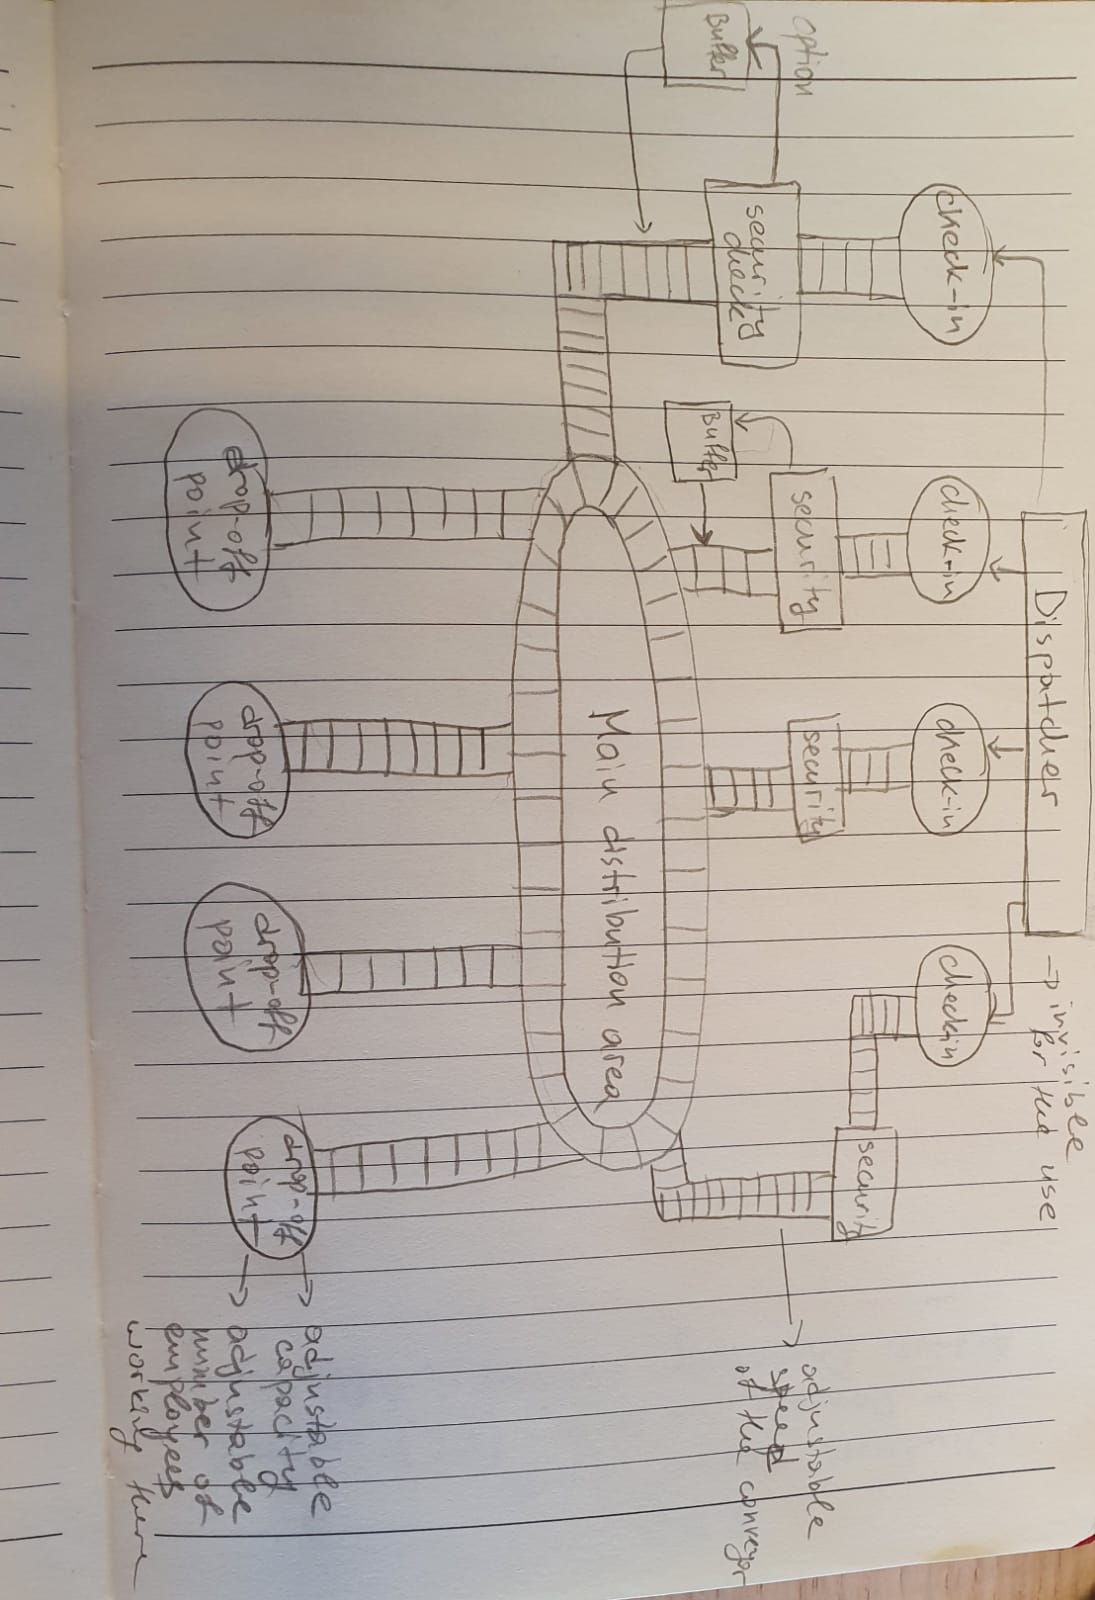 Dispatcher
→ invisible
for the use
check-in
check-in
check-in
check-in
security
option
security
security
adjustable
speed
of the conveyor
security
check
Buffer
Buffer
Main distribution area
drop-off
point
drop-off
point
drop-off
point
drop-off
point
adjustable
capacity
adjustable
number of
employees
working there